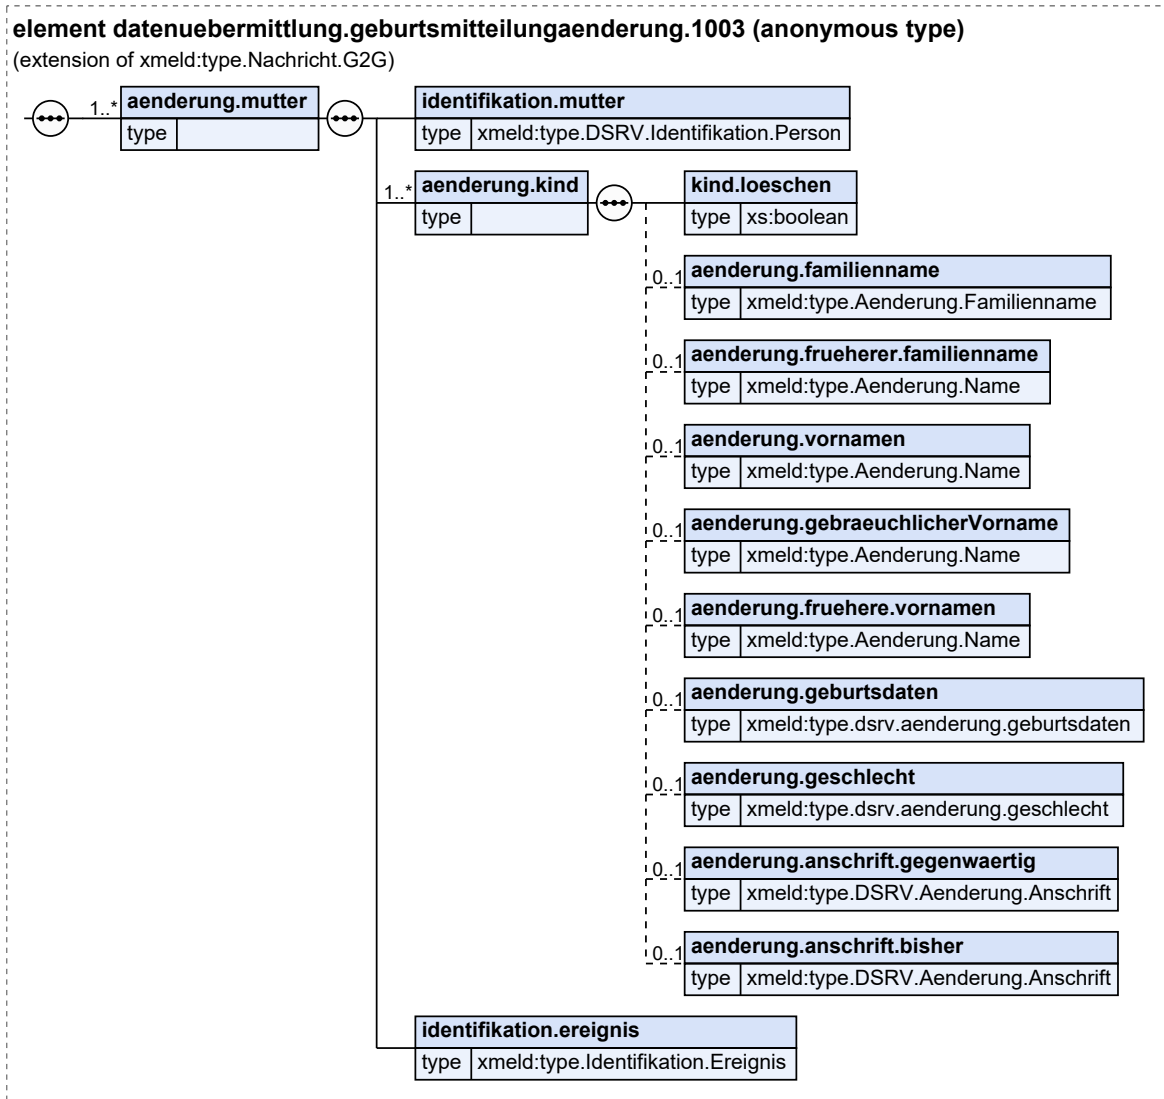 element datenuebermittlung.geburtsmitteilungaenderung.1003 (anonymous type)
(extension of xmeld:type.Nachricht.G2G)
1..*
aenderung.mutter
type
identifikation.mutter
type xmeld:type.DSRV.Identifikation.Person
1..*
aenderung.kind
type
kind.loeschen
type xs:boolean
0..1
aenderung.familienname
type xmeld:type.Aenderung.Familienname
0..1
aenderung.frueherer.familienname
type xmeld:type.Aenderung.Name
0..1
aenderung.vornamen
type xmeld:type.Aenderung.Name
0..1
aenderung.gebraeuchlicherVorname
type xmeld:type.Aenderung.Name
0..1
aenderung.fruehere.vornamen
type xmeld:type.Aenderung.Name
0..1
aenderung.geburtsdaten
type xmeld:type.dsrv.aenderung.geburtsdaten
0..1
aenderung.geschlecht
type xmeld:type.dsrv.aenderung.geschlecht
0..1
aenderung.anschrift.gegenwaertig
type xmeld:type.DSRV.Aenderung.Anschrift
0..1
aenderung.anschrift.bisher
type xmeld:type.DSRV.Aenderung.Anschrift
identifikation.ereignis
type xmeld:type.Identifikation.Ereignis